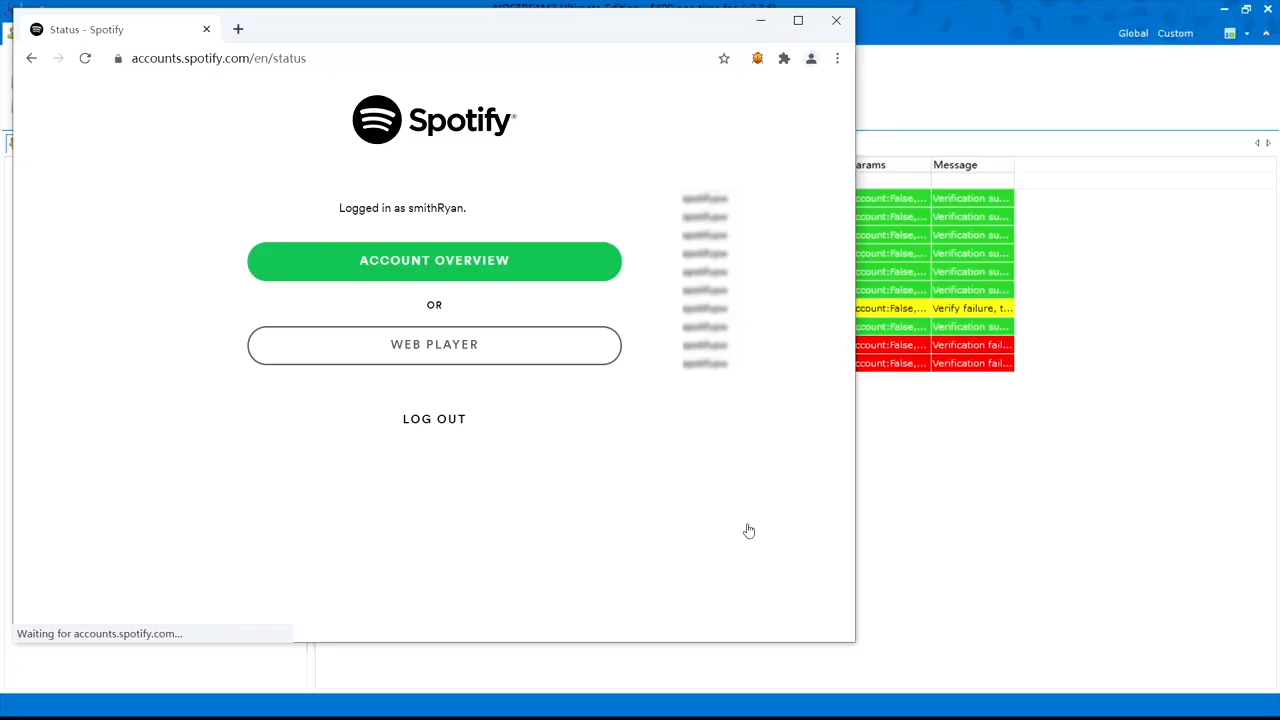 Status - Spotify
accounts.spotify.com/en/status
Global Custom
Spotify
Logged in as smithRyan.
ACCOUNT OVERVIEW
OR
WEB PLAYER
LOG OUT
Waiting for accounts.spotify.com...
arams Message
ccount:False,... Verification su...
ccount:False,... Verification su...
ccount:False,... Verification su...
ccount:False,... Verification su...
ccount:False,... Verification su...
ccount:False,... Verification su...
ccount:False,... Verify failure, t...
ccount:False,... Verification su...
ccount:False,... Verification fail...
ccount:False,... Verification fail...